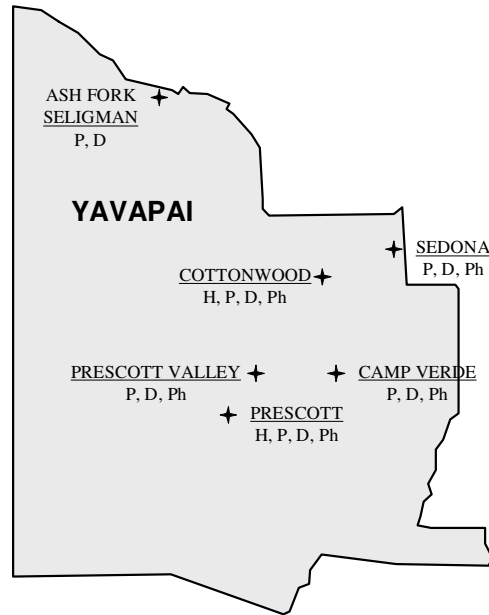 ASH FORK
SELIGMAN
P, D
YAVAPAI
SEDONA
P, D, Ph
COTTONWOOD
H, P, D, Ph
PRESCOTT VALLEY
P, D, Ph
CAMP VERDE
P, D, Ph
PRESCOTT
H, P, D, Ph